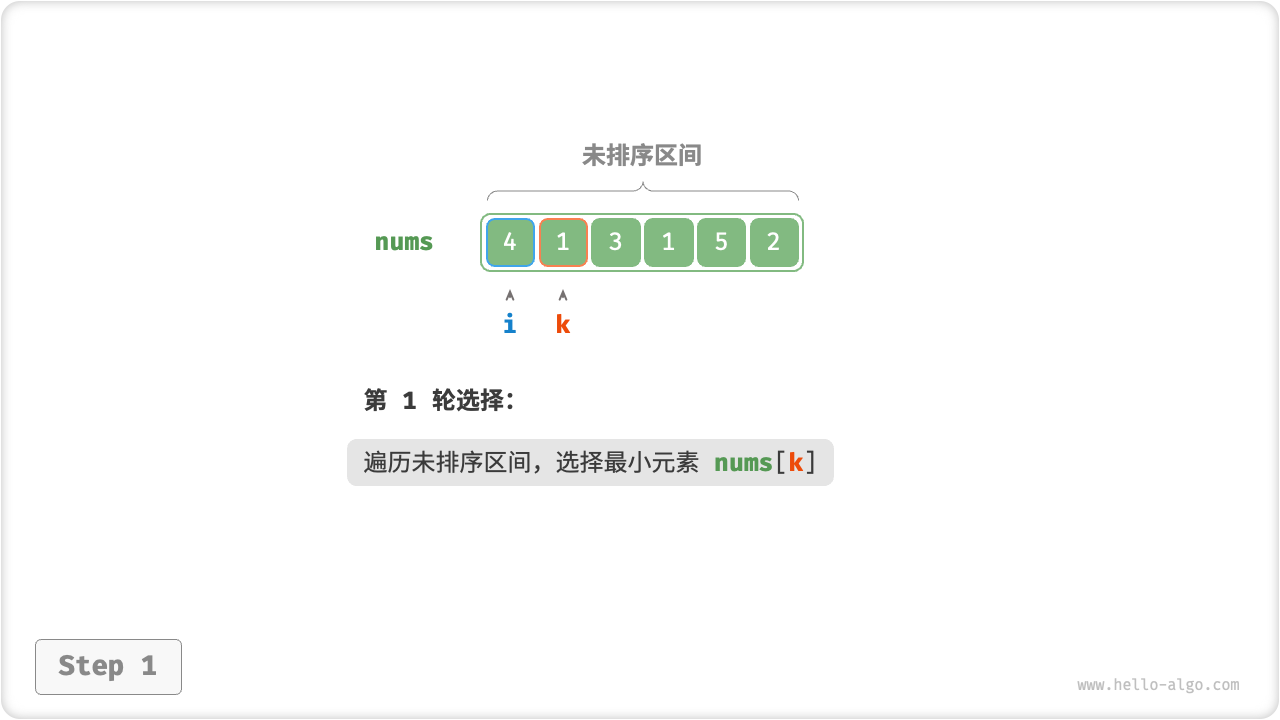 未排序区间
nums 4 1 3 1 5 2
i k
第 1 轮选择：
遍历未排序区间，选择最小元素 nums[k]
Step 1
www.hello-algo.com